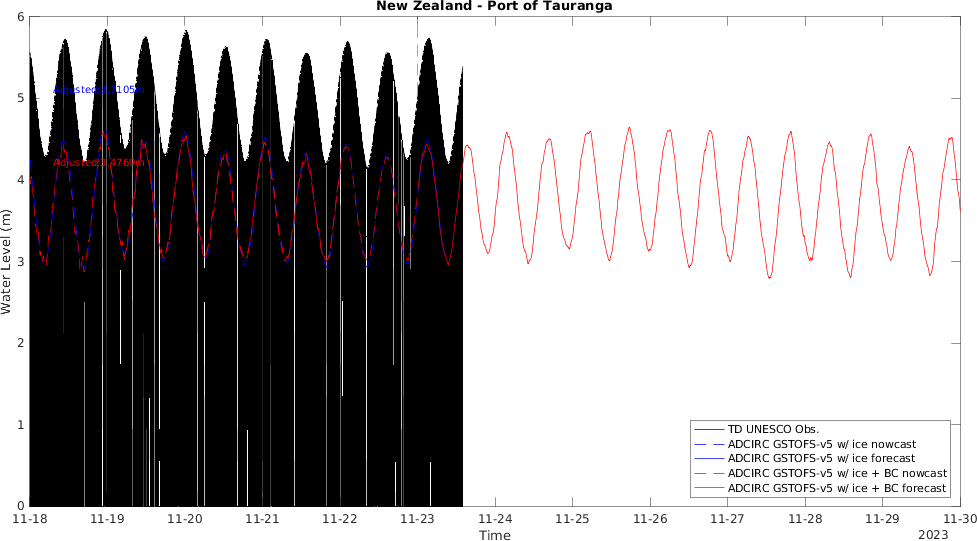 New Zealand - Port of Tauranga
6
5
4
3
2
1
0
Water Level (m)
11-18
11-19
11-20
11-21
11-22
11-23
11-24
11-25
11-26
11-27
11-28
11-29
11-30
Time
2023
TD UNESCO Obs.
ADCIRC GSTOFS-v5 w/ ice nowcast
ADCIRC GSTOFS-v5 w/ ice forecast
ADCIRC GSTOFS-v5 w/ ice + BC nowcast
ADCIRC GSTOFS-v5 w/ ice + BC forecast